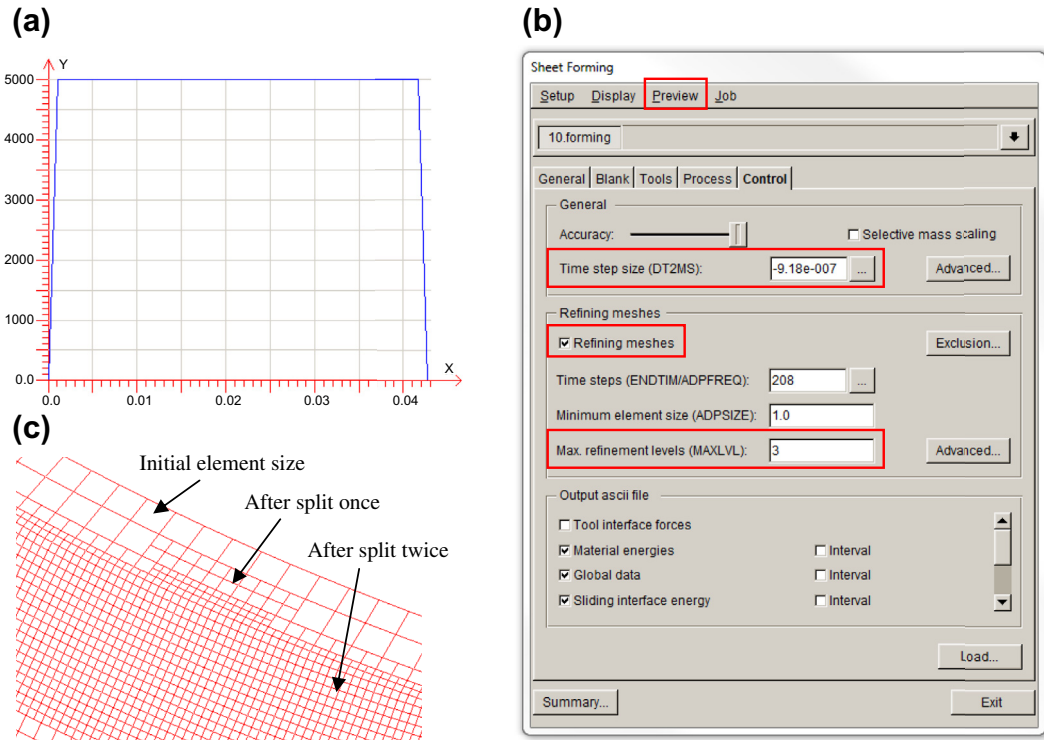 (a)
Y
5000
4000
3000
2000
1000
0.0
X
0.0 0.01 0.02 0.03 0.04
(b)
Sheet Forming
Setup Display Preview Job
10.forming
General Blank Tools Process Control
General
Accuracy: Selective mass scaling
Time step size (DT2MS): -9.18e-007 ... Advanced...
Refining meshes
Refining meshes Exclusion...
Time steps (ENDTIM/ADPFREQ): 208 ...
Minimum element size (ADPSIZE): 1.0
Max. refinement levels (MAXLVL): 3 Advanced...
Output ascii file
Tool interface forces
Material energies Interval
Global data Interval
Sliding interface energy Interval
Load...
Summary... Exit
(c)
Initial element size
After split once
After split twice